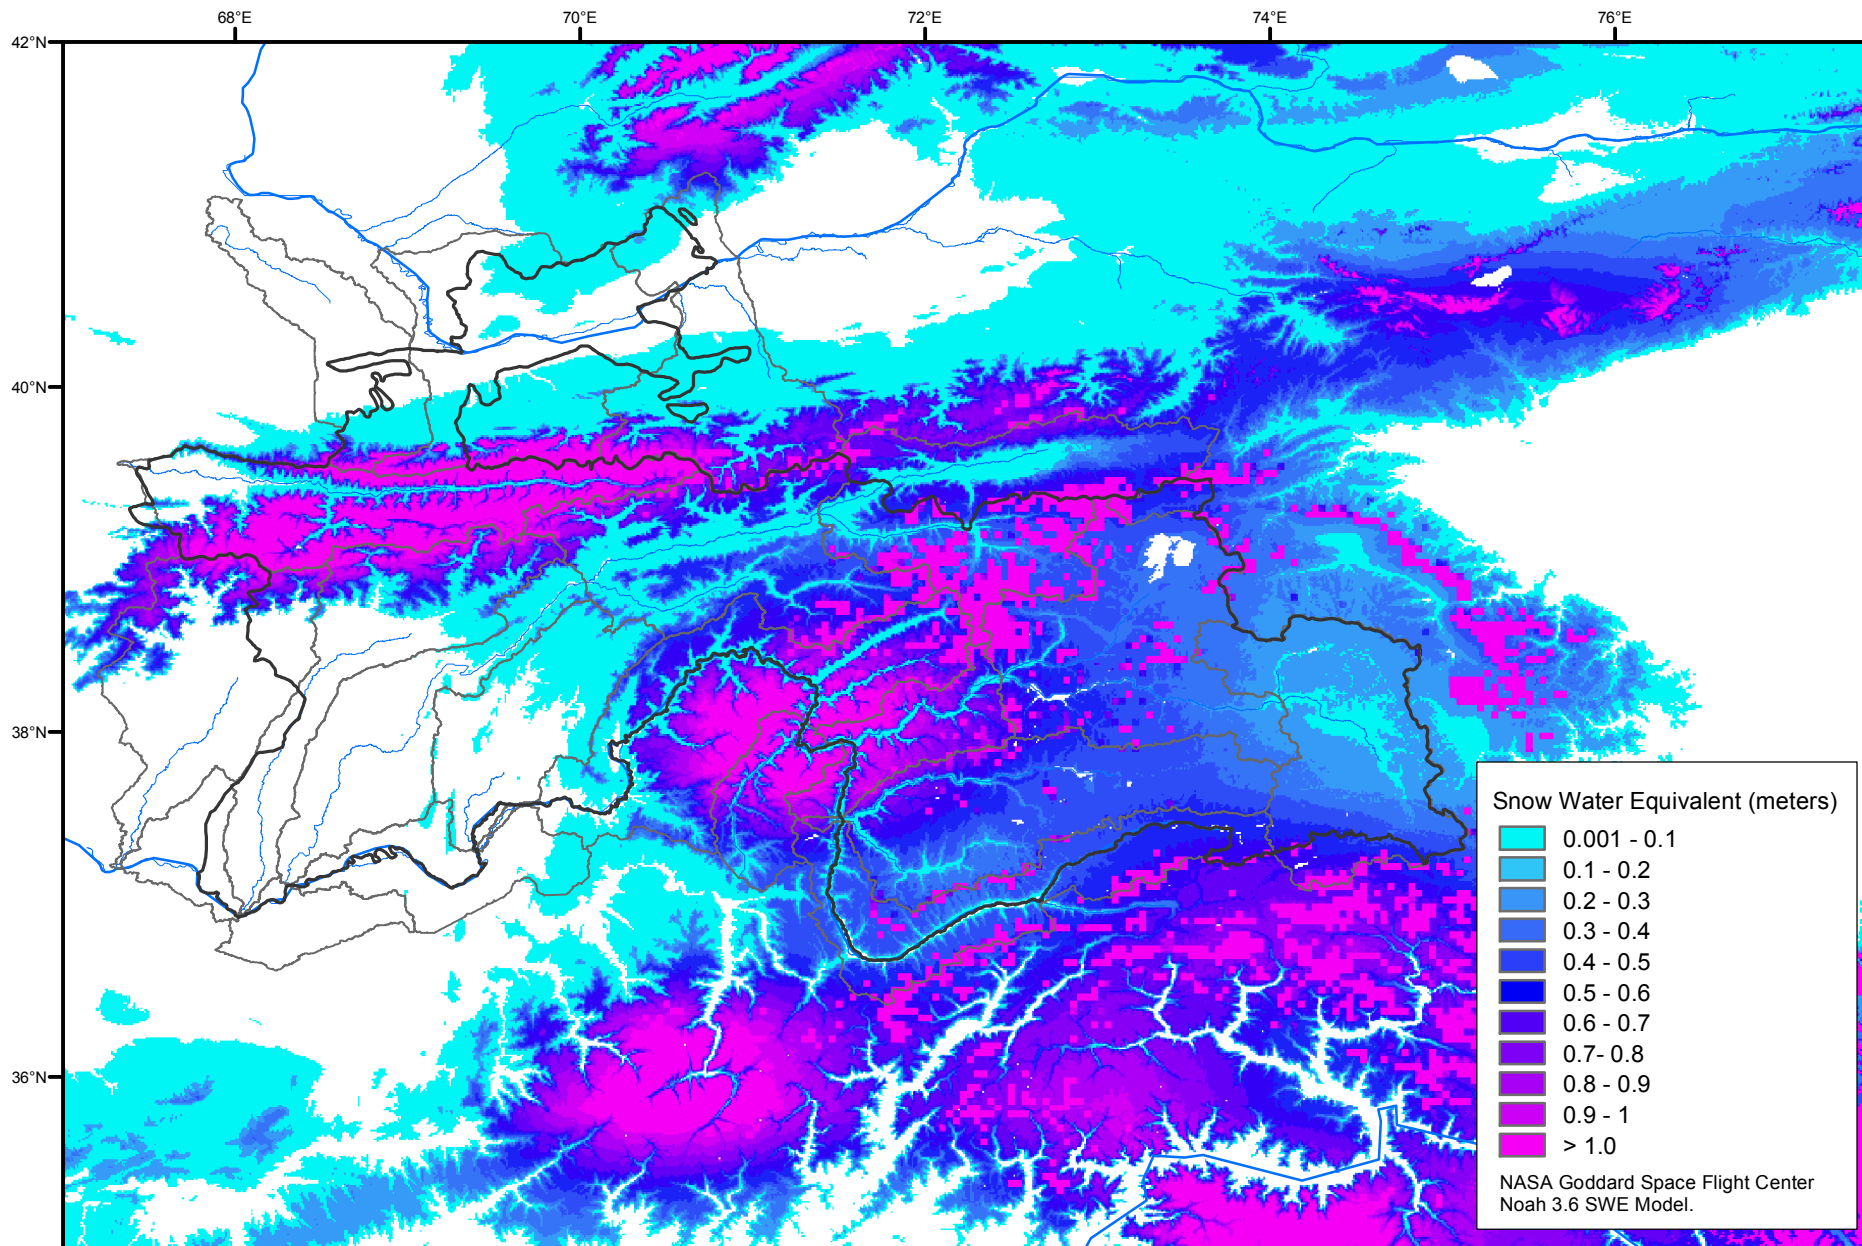 68°E 70°E 72°E 74°E 76°E
42°N
40°N
38°N
36°N
Snow Water Equivalent (meters)
0.001 - 0.1
0.1 - 0.2
0.2 - 0.3
0.3 - 0.4
0.4 - 0.5
0.5 - 0.6
0.6 - 0.7
0.7- 0.8
0.8 - 0.9
0.9 - 1
> 1.0
NASA Goddard Space Flight Center
Noah 3.6 SWE Model.